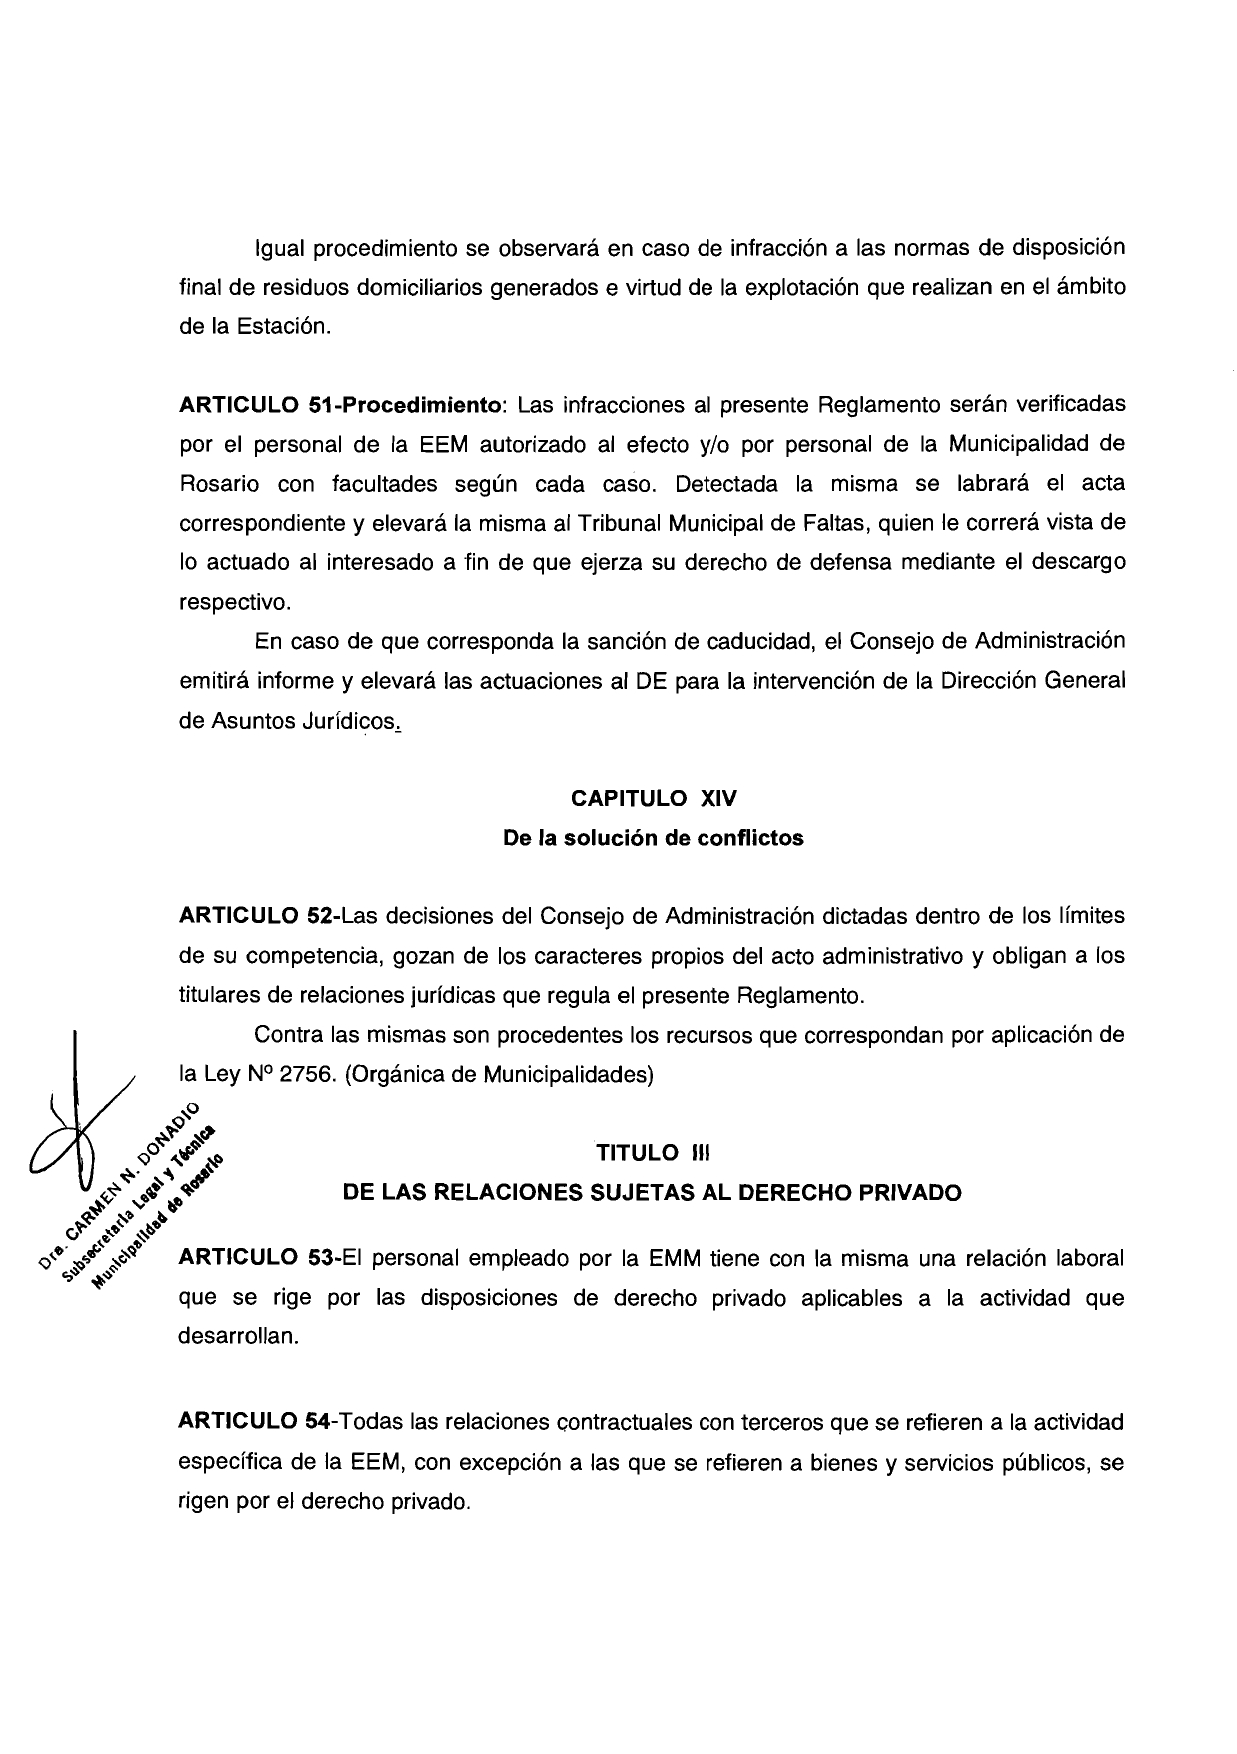 Igual procedimiento se observará en caso de infracción a las normas de disposición
final de residuos domiciliarios generados e virtud de la explotación que realizan en el ámbito
de la Estación.
ARTICULO 51-Procedimiento: Las infracciones al presente Reglamento serán verificadas
por el personal de la EEM autorizado al efecto y/o por personal de la Municipalidad de
Rosario con facultades según cada caso. Detectada la misma se labrará el acta
correspondiente y elevará la misma al Tribunal Municipal de Faltas, quien le correrá vista de
lo actuado al interesado a fin de que ejerza su derecho de defensa mediante el descargo
respectivo.
En caso de que corresponda la sanción de caducidad, el Consejo de Administración
emitirá informe y elevará las actuaciones al DE para la intervención de la Dirección General
de Asuntos Jurídicos.
CAPITULO XIV
De la solución de conflictos
ARTICULO 52-Las decisiones del Consejo de Administración dictadas dentro de los límites
de su competencia, gozan de los caracteres propios del acto administrativo y obligan a los
titulares de relaciones jurídicas que regula el presente Reglamento.
Contra las mismas son procedentes los recursos que correspondan por aplicación de
la Ley Nº 2756. (Orgánica de Municipalidades)
Dra. CARMEN N. DONADIO
Subsecretaria Legal y Técnica
Municipalidad de Rosario
TITULO III
DE LAS RELACIONES SUJETAS AL DERECHO PRIVADO
ARTICULO 53-El personal empleado por la EMM tiene con la misma una relación laboral
que se rige por las disposiciones de derecho privado aplicables a la actividad que
desarrollan.
ARTICULO 54-Todas las relaciones contractuales con terceros que se refieren a la actividad
específica de la EEM, con excepción a las que se refieren a bienes y servicios públicos, se
rigen por el derecho privado.